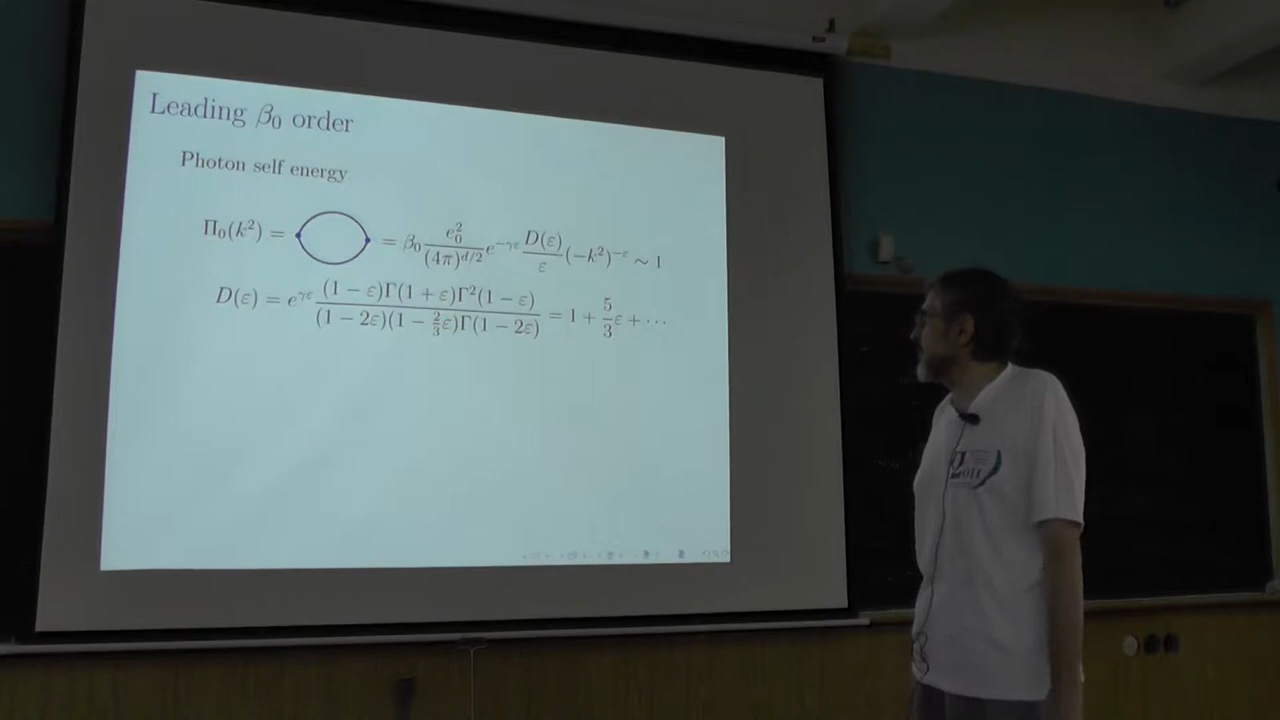 Leading β₀ order
Photon self energy
Π₀(k²) = = β₀ e₀²/(4π)^{d/2} e^{−γε} D(ε)/ε (−k²)^{−ε} ∼ 1
D(ε) = e^{γε} (1 − ε)Γ(1 + ε)Γ²(1 − ε)/((1 − 2ε)(1 − 2/3 ε)Γ(1 − 2ε)) = 1 + 5/3 ε + ⋯